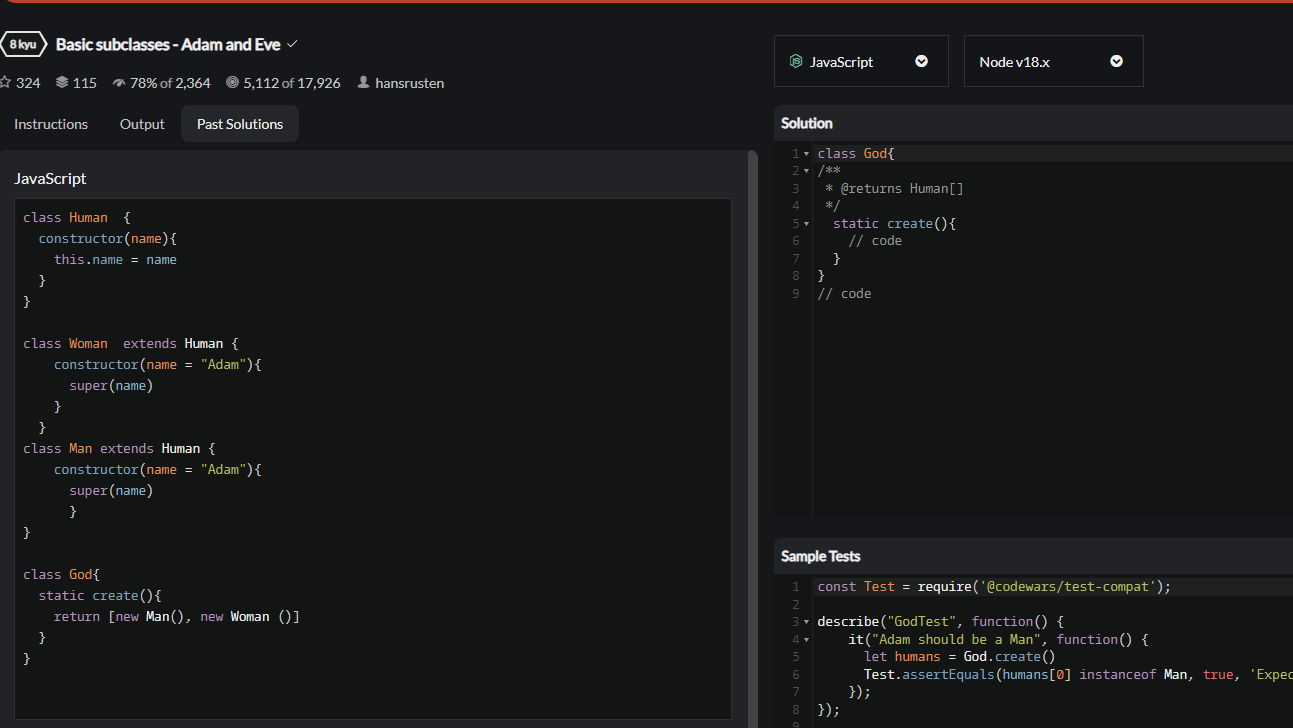 8 kyu Basic subclasses - Adam and Eve
324 115 78% of 2,364 5,112 of 17,926 hansrusten
Instructions Output Past Solutions
JavaScript
class Human  {
  constructor(name){
    this.name = name
  }
}

class Woman  extends Human {
    constructor(name = "Adam"){
      super(name)
    }
  }
class Man extends Human {
    constructor(name = "Adam"){
      super(name)
      }
}

class God{
  static create(){
    return [new Man(), new Woman ()]
  }
}
JavaScript Node v18.x
Solution
1 class God{
2 /**
3  * @returns Human[]
4  */
5   static create(){
6     // code
7   }
8 }
9 // code
Sample Tests
1 const Test = require('@codewars/test-compat');
2
3 describe("GodTest", function() {
4     it("Adam should be a Man", function() {
5       let humans = God.create()
6       Test.assertEquals(humans[0] instanceof Man, true, 'Expec
7     });
8 });
9